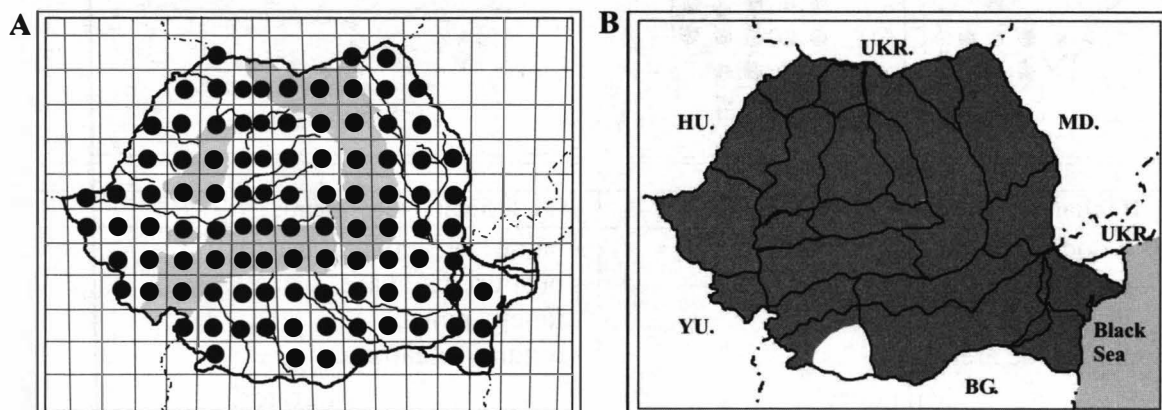 A
B
UKR.
HU.
MD.
UKR.
YU.
Black
Sea
BG.